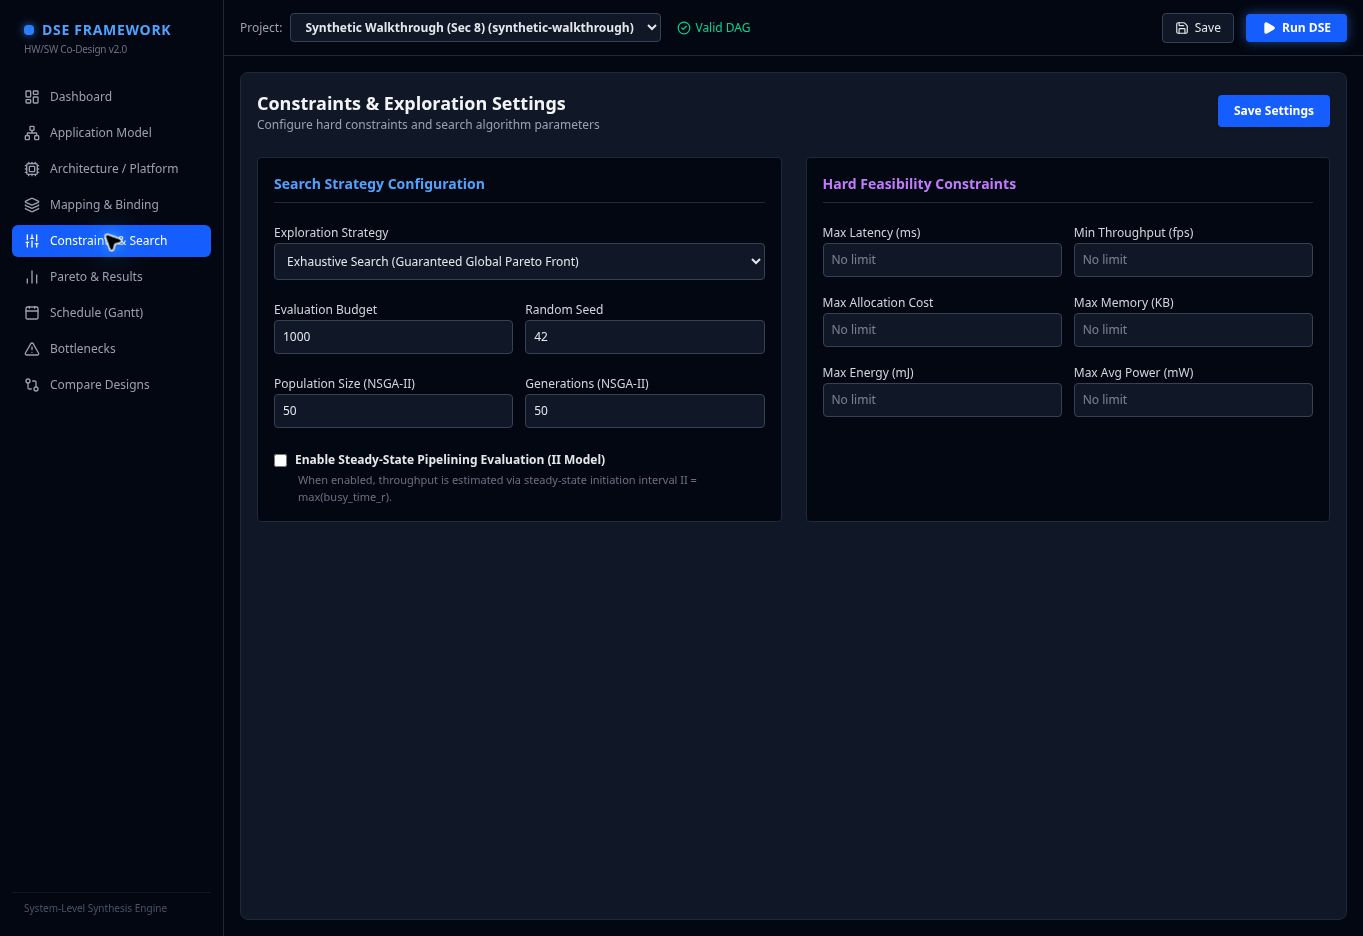 DSE FRAMEWORK
HW/SW Co-Design v2.0
Dashboard
Application Model
Architecture / Platform
Mapping & Binding
Constrain & Search
Pareto & Results
Schedule (Gantt)
Bottlenecks
Compare Designs
System-Level Synthesis Engine
Project: Synthetic Walkthrough (Sec 8) (synthetic-walkthrough) Valid DAG Save Run DSE
Constraints & Exploration Settings
Configure hard constraints and search algorithm parameters
Save Settings
Search Strategy Configuration
Exploration Strategy
Exhaustive Search (Guaranteed Global Pareto Front)
Evaluation Budget Random Seed
1000 42
Population Size (NSGA-II) Generations (NSGA-II)
50 50
Enable Steady-State Pipelining Evaluation (II Model)
When enabled, throughput is estimated via steady-state initiation interval II =
max(busy_time_r).
Hard Feasibility Constraints
Max Latency (ms) Min Throughput (fps)
No limit No limit
Max Allocation Cost Max Memory (KB)
No limit No limit
Max Energy (mJ) Max Avg Power (mW)
No limit No limit